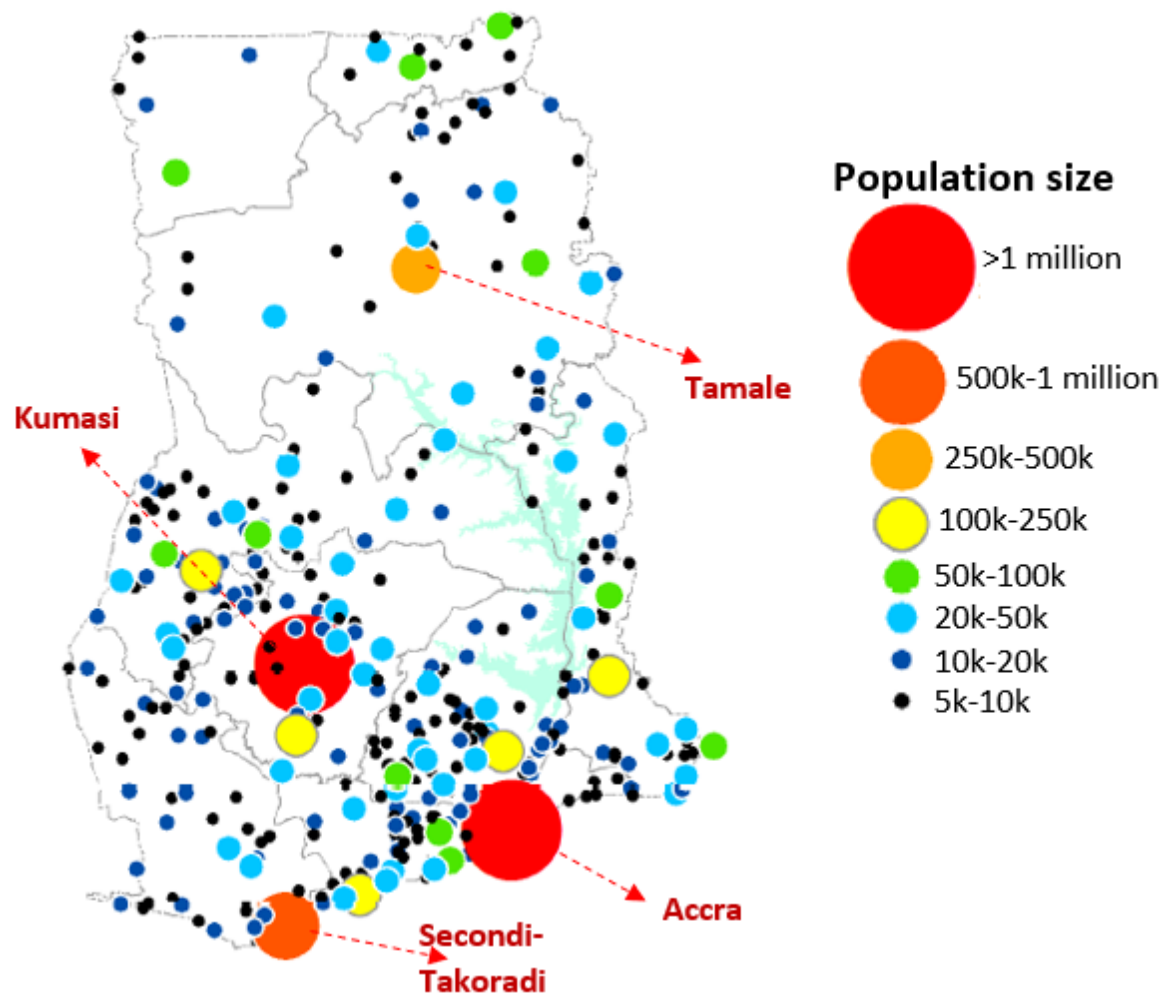 Population size
>1 million
500k-1 million
250k-500k
100k-250k
50k-100k
20k-50k
10k-20k
5k-10k
Tamale
Kumasi
Accra
Secondi-
Takoradi